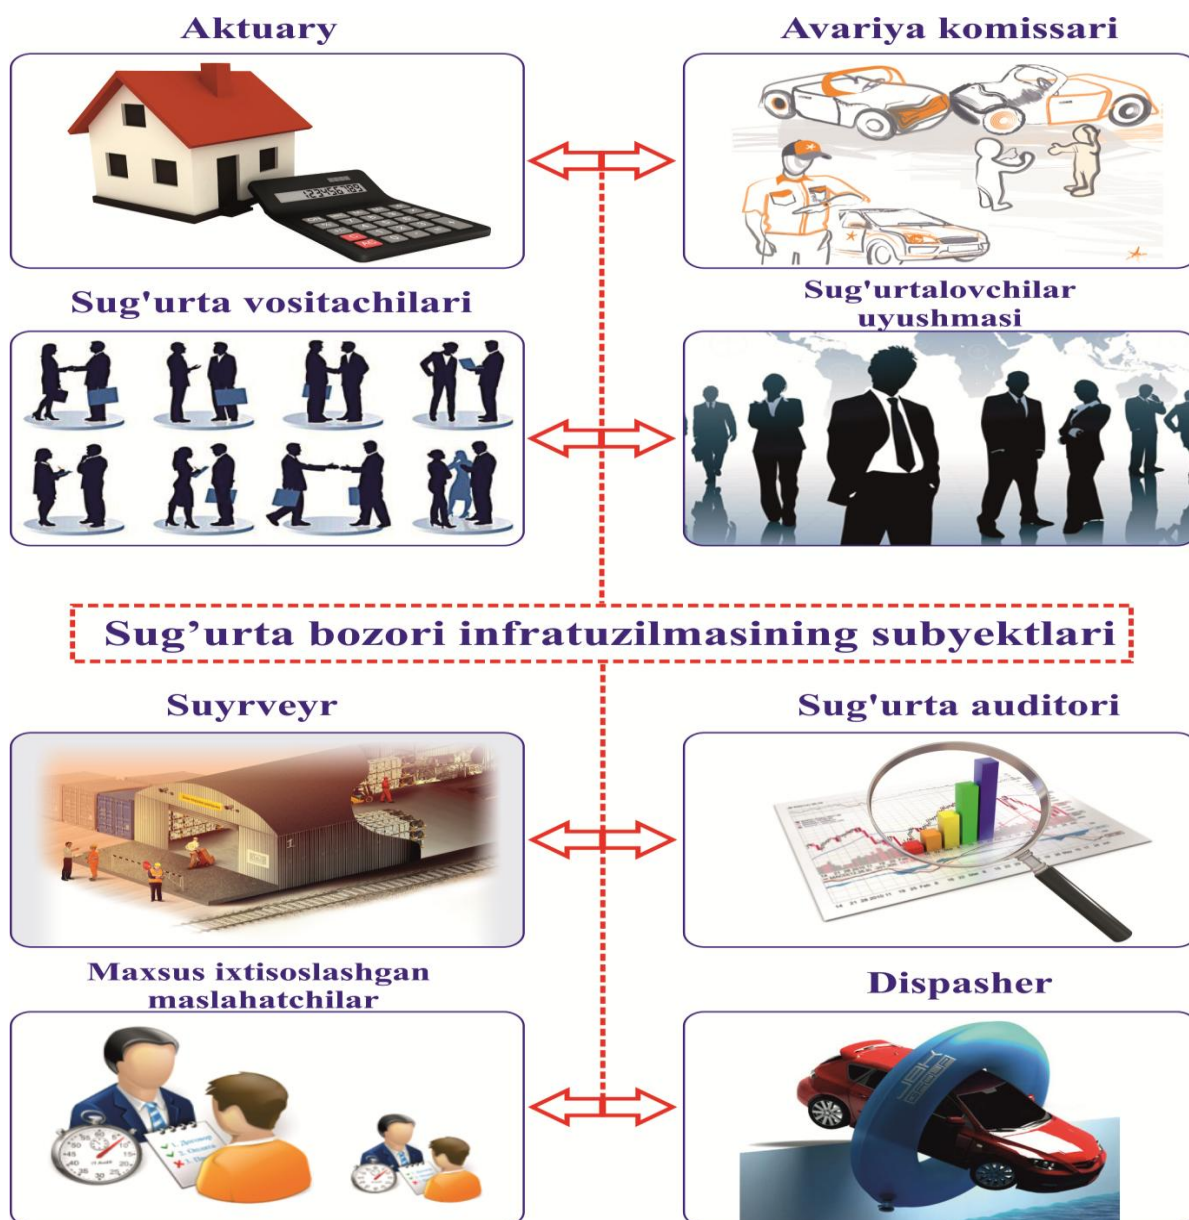 Aktuary
Avariya komissari
Sug'urta vositachilari
Sug'urtalovchilar
uyushmasi
Sug’urta bozori infratuzilmasining subyektlari
Suyrveyr
Sug'urta auditori
Maxsus ixtisoslashgan
maslahatchilar
Dispasher